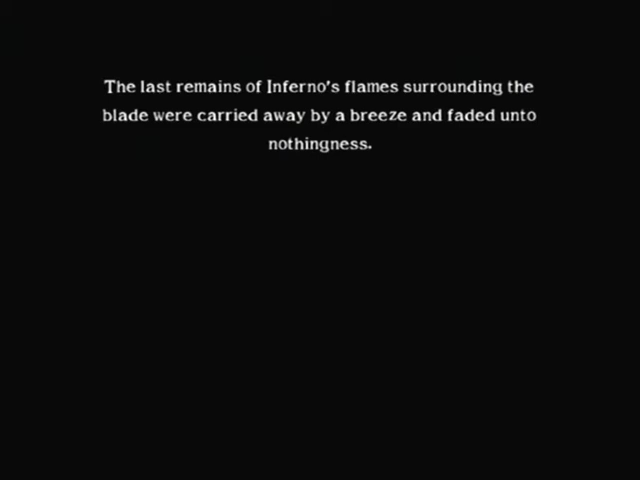 The last remains of Inferno's flames surrounding the
blade were carried away by a breeze and faded unto
nothingness.